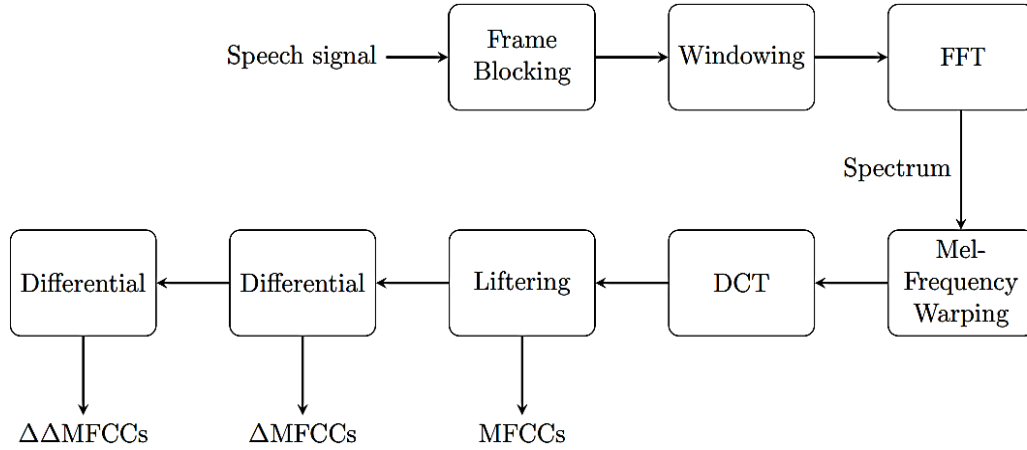 Speech signal
Frame
Blocking
Windowing
FFT
Spectrum
Differential
Differential
Liftering
DCT
Mel-
Frequency
Warping
ΔΔMFCCs
ΔMFCCs
MFCCs